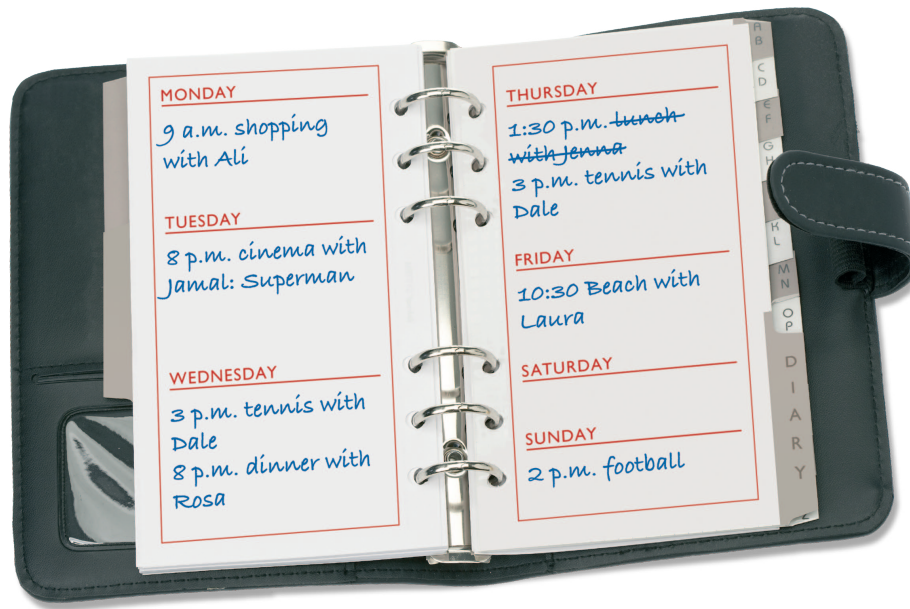 MONDAY
9 a.m. shopping
with Ali
TUESDAY
8 p.m. cinema with
Jamal: Superman
WEDNESDAY
3 p.m. tennis with
Dale
8 p.m. dinner with
Rosa
THURSDAY
1:30 p.m. lunch
with Jenna
3 p.m. tennis with
Dale
FRIDAY
10:30 Beach with
Laura
SATURDAY
SUNDAY
2 p.m. football
B
C
D
E
F
G
H
K
L
M
N
O
P
DIARY